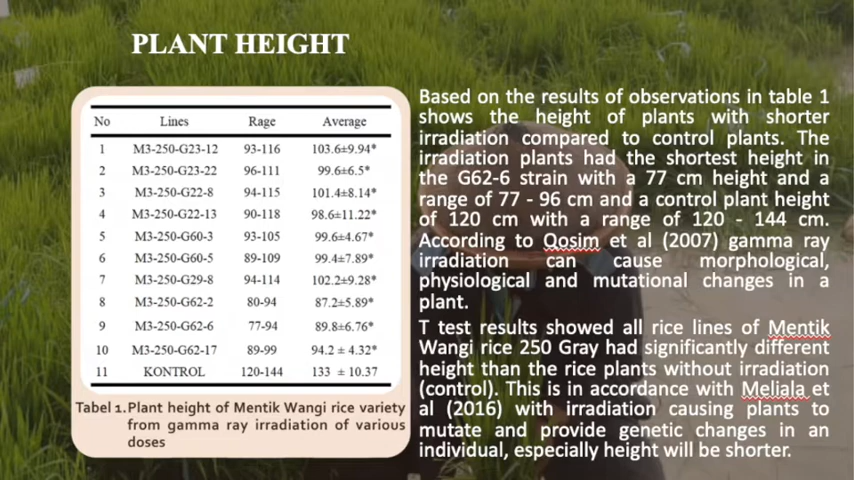 PLANT HEIGHT
No Lines Rage Average
1 M3-250-G23-12 93-116 103.6±9.94*
2 M3-250-G23-22 96-111 99.6±6.5*
3 M3-250-G22-8 94-115 101.4±8.14*
4 M3-250-G22-13 90-118 98.6±11.22*
5 M3-250-G60-3 93-105 99.6±4.67*
6 M3-250-G60-5 89-109 99.4±7.89*
7 M3-250-G29-8 94-114 102.2±9.28*
8 M3-250-G62-2 80-94 87.2±5.89*
9 M3-250-G62-6 77-94 89.8±6.76*
10 M3-250-G62-17 89-99 94.2 ± 4.32*
11 KONTROL 120-144 133 ± 10.37
Tabel 1. Plant height of Mentik Wangi rice variety
from gamma ray irradiation of various
doses
Based on the results of observations in table 1
shows the height of plants with shorter
irradiation compared to control plants. The
irradiation plants had the shortest height in
the G62-6 strain with a 77 cm height and a
range of 77 - 96 cm and a control plant height
of 120 cm with a range of 120 - 144 cm.
According to Qosim et al (2007) gamma ray
irradiation can cause morphological,
physiological and mutational changes in a
plant.
T test results showed all rice lines of Mentik
Wangi rice 250 Gray had significantly different
height than the rice plants without irradiation
(control). This is in accordance with Meliala et
al (2016) with irradiation causing plants to
mutate and provide genetic changes in an
individual, especially height will be shorter.